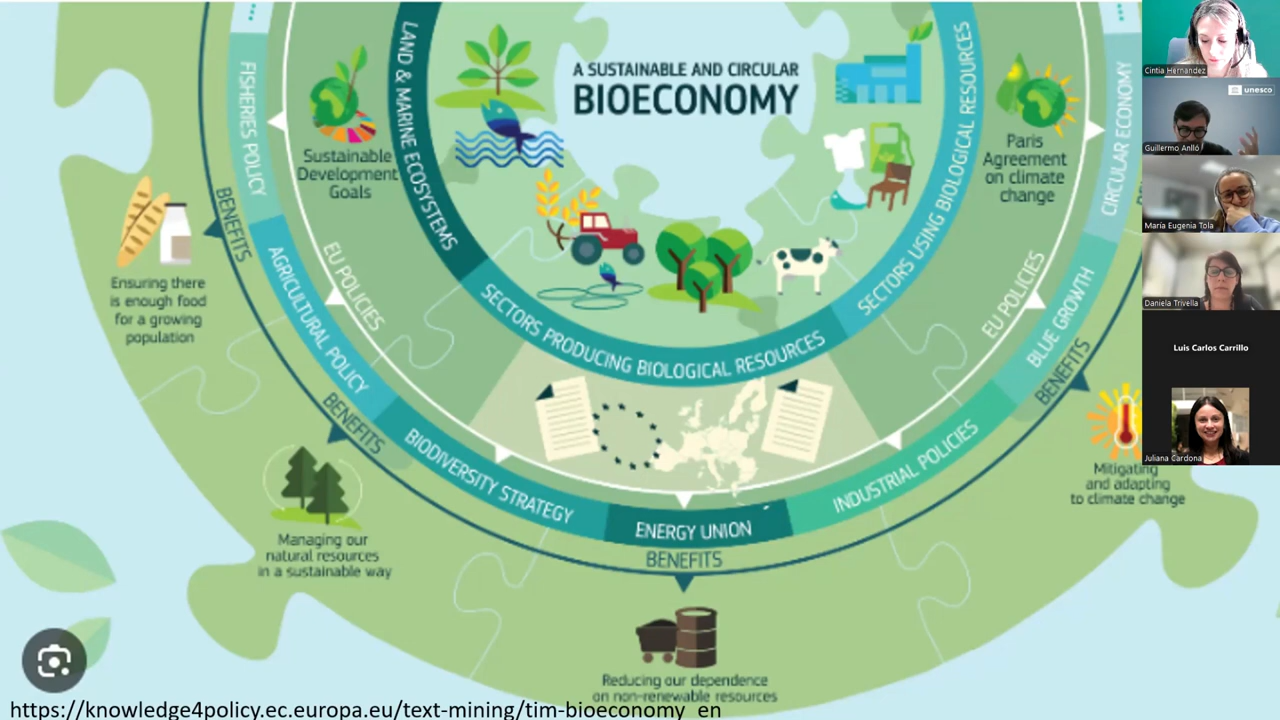 A SUSTAINABLE AND CIRCULAR
BIOECONOMY
LAND & MARINE ECOSYSTEMS
SECTORS PRODUCING BIOLOGICAL RESOURCES
SECTORS USING BIOLOGICAL RESOURCES
Sustainable
Development
Goals
Paris
Agreement
on climate
change
EU POLICIES
EU POLICIES
FISHERIES POLICY
AGRICULTURAL POLICY
BIODIVERSITY STRATEGY
ENERGY UNION
INDUSTRIAL POLICIES
BLUE GROWTH
CIRCULAR ECONOMY
BENEFITS
BENEFITS
BENEFITS
BENEFITS
Ensuring there
is enough food
for a growing
population
Managing our
natural resources
in a sustainable way
Reducing our dependence
on non-renewable resources
Mitigating
and adapting
to climate change
https://knowledge4policy.ec.europa.eu/text-mining/tim-bioeconomy_en
Cintia Hernandez
unesco
Guillermo Anlló
María Eugenia Tola
Daniela Trivella
Luis Carlos Carrillo
Juliana Cardona